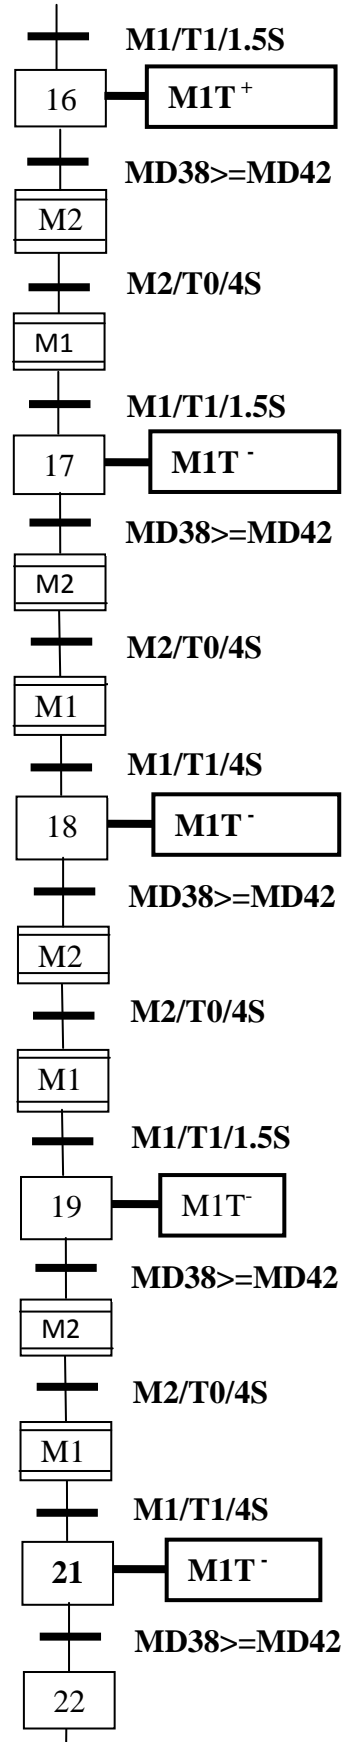 M1/T1/1.5S
16 M1T⁺
MD38>=MD42
M2
M2/T0/4S
M1
M1/T1/1.5S
17 M1T⁻
MD38>=MD42
M2
M2/T0/4S
M1
M1/T1/4S
18 M1T⁻
MD38>=MD42
M2
M2/T0/4S
M1
M1/T1/1.5S
19 M1T⁻
MD38>=MD42
M2
M2/T0/4S
M1
M1/T1/4S
21 M1T⁻
MD38>=MD42
22